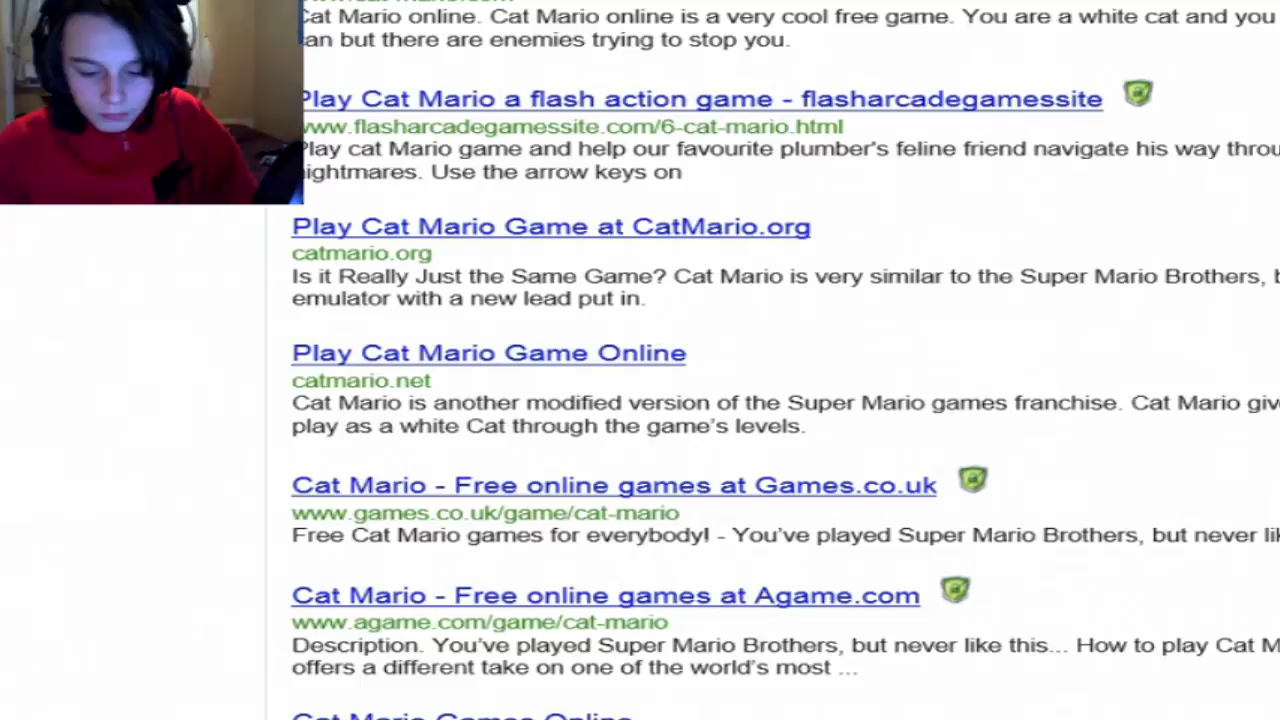 Cat Mario online. Cat Mario online is a very cool free game. You are a white cat and you
an but there are enemies trying to stop you.
Play Cat Mario a flash action game - flasharcadegamessite
www.flasharcadegamessite.com/6-cat-mario.html
Play cat Mario game and help our favourite plumber's feline friend navigate his way throu
nightmares. Use the arrow keys on
Play Cat Mario Game at CatMario.org
catmario.org
Is it Really Just the Same Game? Cat Mario is very similar to the Super Mario Brothers, b
emulator with a new lead put in.
Play Cat Mario Game Online
catmario.net
Cat Mario is another modified version of the Super Mario games franchise. Cat Mario giv
play as a white Cat through the game's levels.
Cat Mario - Free online games at Games.co.uk
www.games.co.uk/game/cat-mario
Free Cat Mario games for everybody! - You've played Super Mario Brothers, but never lik
Cat Mario - Free online games at Agame.com
www.agame.com/game/cat-mario
Description. You've played Super Mario Brothers, but never like this... How to play Cat M
offers a different take on one of the world's most ...
Cat Mario Games Online